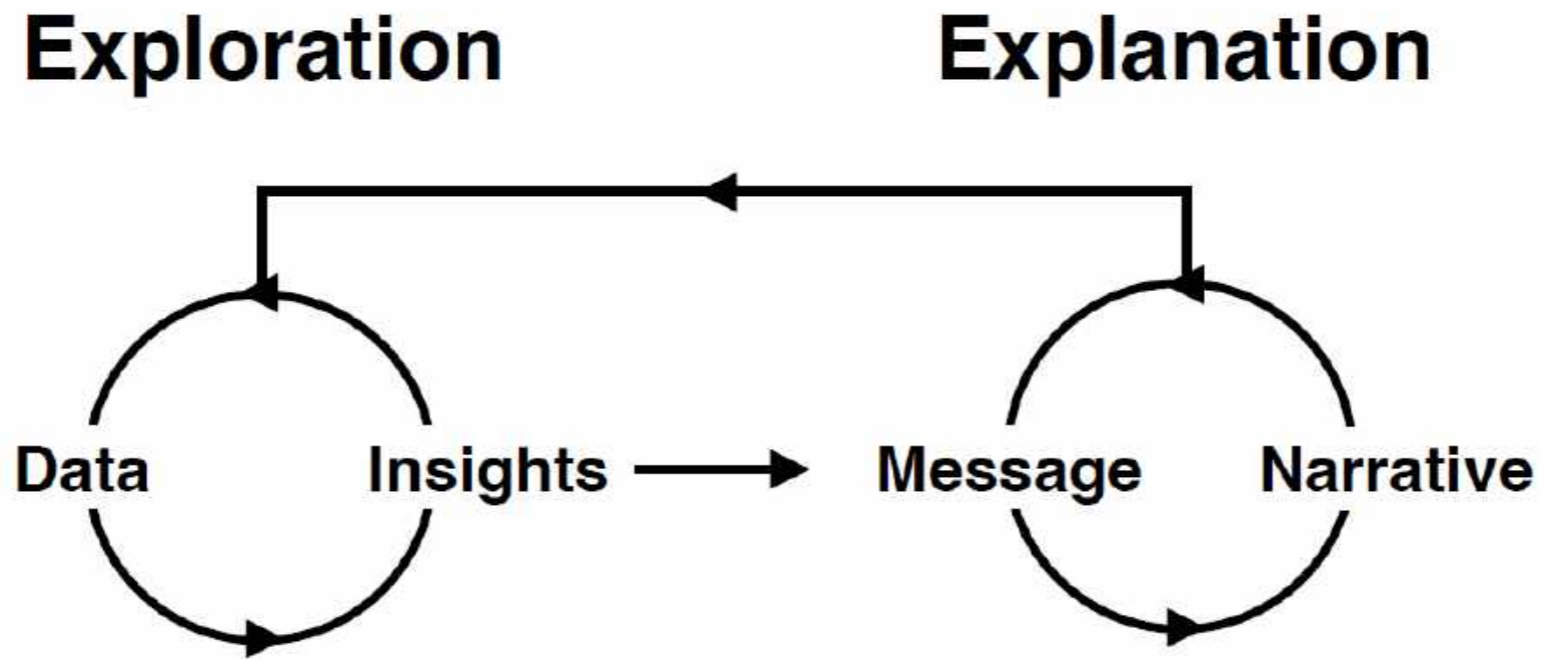 Exploration
Explanation
Data
Insights
Message
Narrative